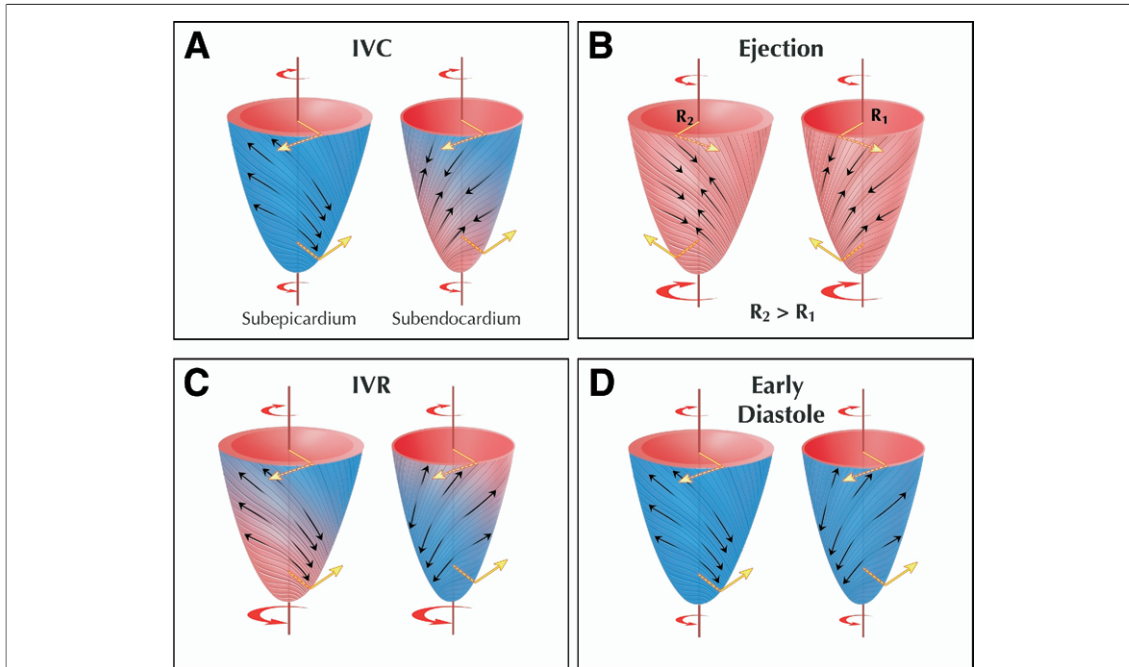 A
IVC
Subepicardium
Subendocardium
B
Ejection
R₂
R₁
R₂ > R₁
C
IVR
D
Early
Diastole